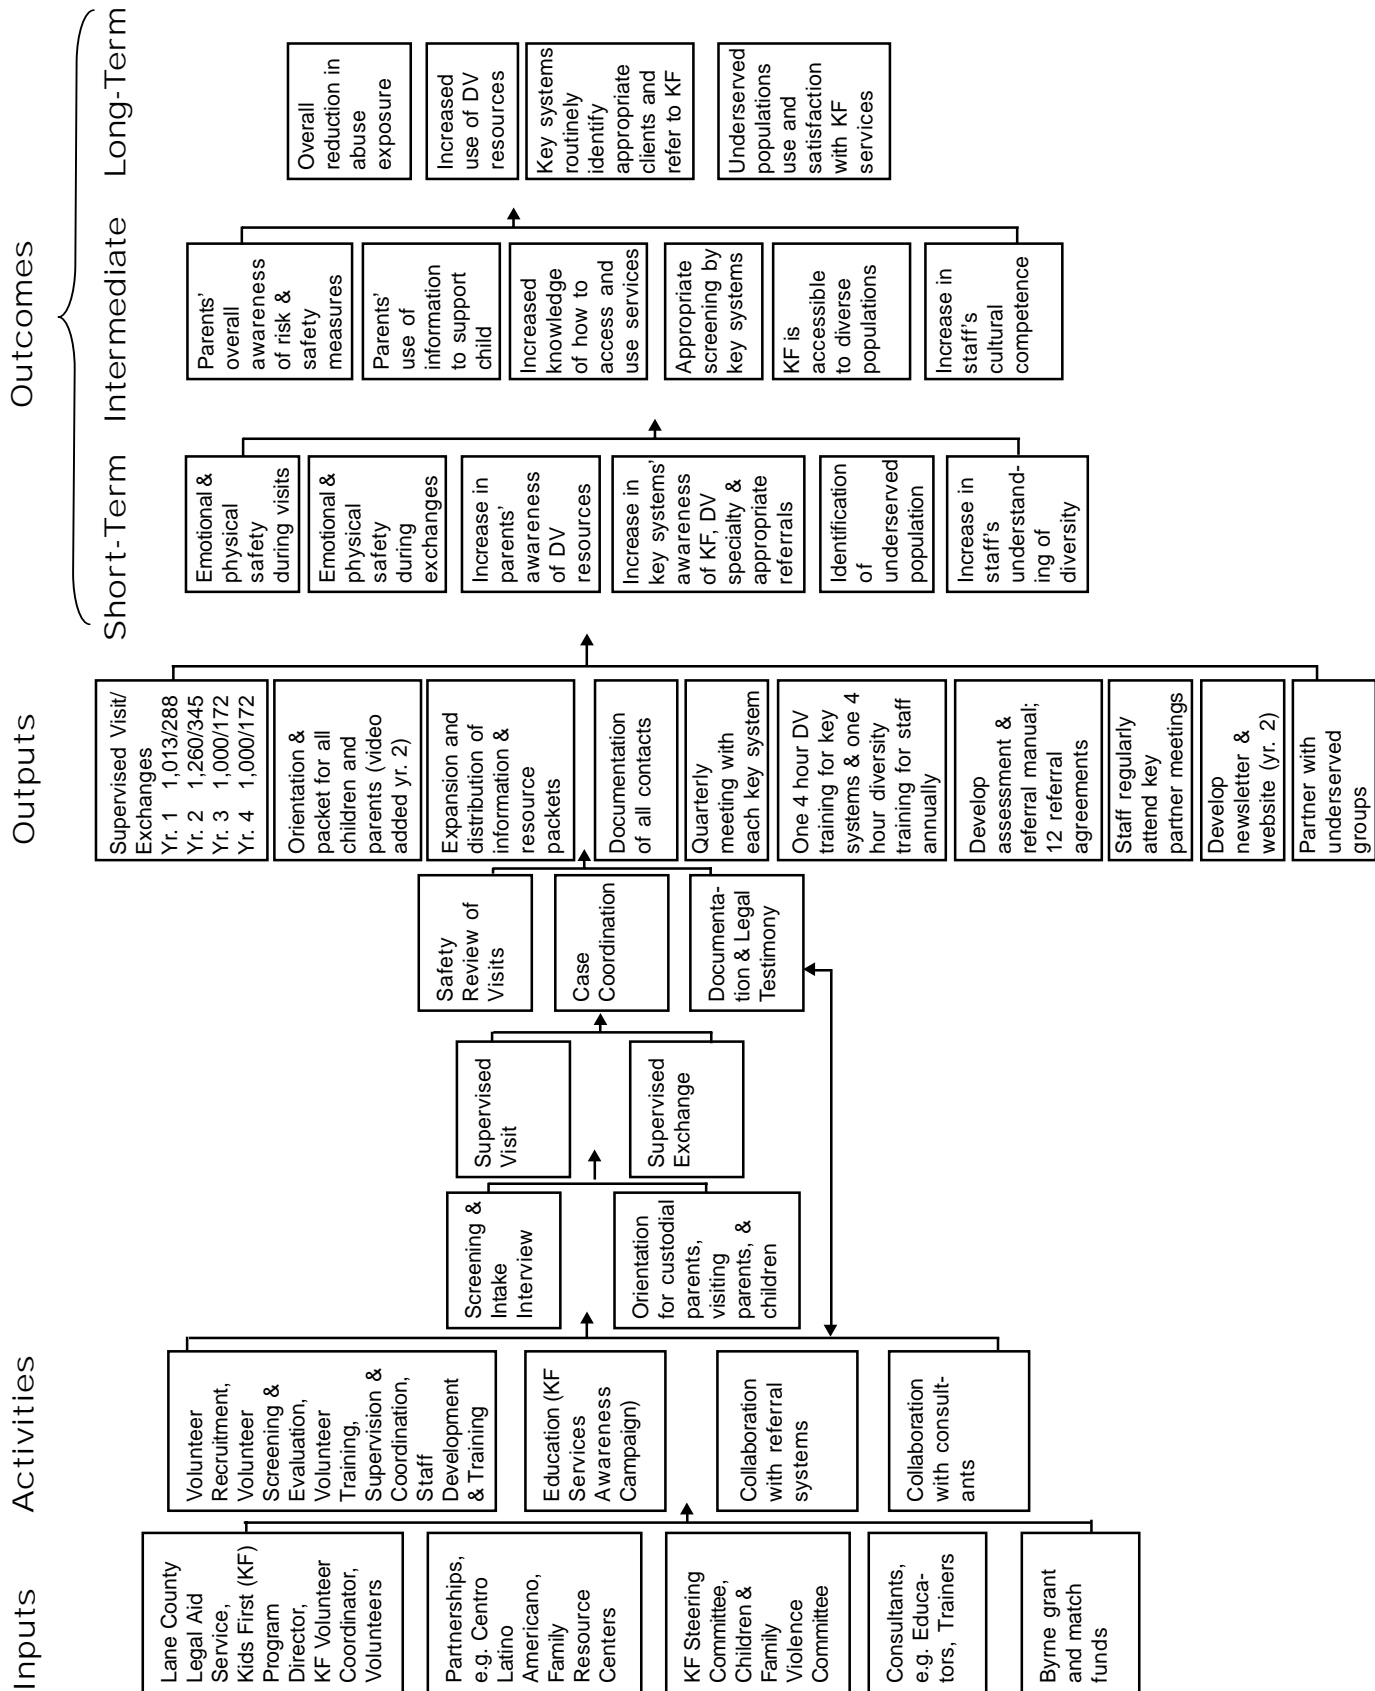 Inputs
Activities
Outputs
Outcomes
Short-Term
Intermediate
Long-Term
Lane County
Legal Aid
Service,
Kids First (KF)
Program
Director,
KF Volunteer
Coordinator,
Volunteers
Partnerships,
e.g. Centro
Latino
Americano,
Family
Resource
Centers
KF Steering
Committee,
Children &
Family
Violence
Committee
Consultants,
e.g. Educa-
tors, Trainers
Byrne grant
and match
funds
Volunteer
Recruitment,
Volunteer
Screening &
Evaluation,
Volunteer
Training,
Supervision &
Coordination,
Staff
Development
& Training
Education (KF
Services
Awareness
Campaign)
Collaboration
with referral
systems
Collaboration
with consult-
ants
Screening &
Intake
Interview
Orientation
for custodial
parents,
visiting
parents, &
children
Supervised
Visit
Supervised
Exchange
Safety
Review of
Visits
Case
Coordination
Documenta-
tion & Legal
Testimony
Supervised Visit/
Exchanges
Yr. 1 1,013/288
Yr. 2 1,260/345
Yr. 3 1,000/172
Yr. 4 1,000/172
Orientation &
packet for all
children and
parents (video
added yr. 2)
Expansion and
distribution of
information &
resource
packets
Documentation
of all contacts
Quarterly
meeting with
each key system
One 4 hour DV
training for key
systems & one 4
hour diversity
training for staff
annually
Develop
assessment &
referral manual;
12 referral
agreements
Staff regularly
attend key
partner meetings
Develop
newsletter &
website (yr. 2)
Partner with
underserved
groups
Emotional &
physical
safety
during visits
Emotional &
physical
safety
during
exchanges
Increase in
parents'
awareness
of DV
resources
Increase in
key systems'
awareness
of KF, DV
specialty &
appropriate
referrals
Identification
of
underserved
population
Increase in
staff's
understand-
ing of
diversity
Parents'
overall
awareness
of risk &
safety
measures
Parents'
use of
information
to support
child
Increased
knowledge
of how to
access and
use services
Appropriate
screening by
key systems
KF is
accessible
to diverse
populations
Increase in
staff's
cultural
competence
Overall
reduction in
abuse
exposure
Increased
use of DV
resources
Key systems
routinely
identify
appropriate
clients and
refer to KF
Underserved
populations
use and
satisfaction
with KF
services